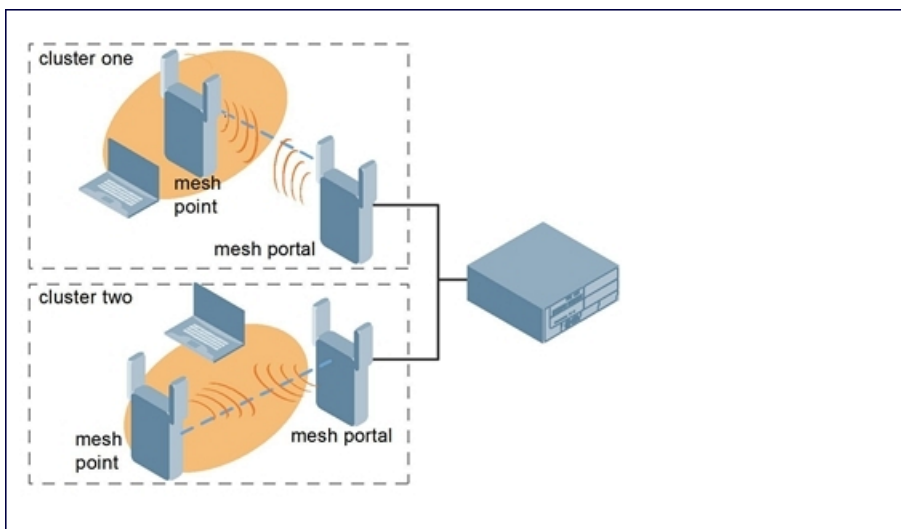 cluster one
mesh
point
mesh portal
cluster two
mesh portal
mesh
point